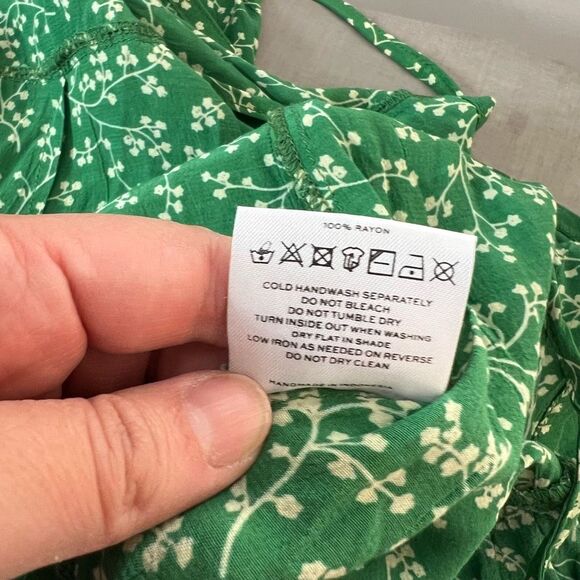 100% RAYON
COLD HANDWASH SEPARATELY
DO NOT BLEACH
DO NOT TUMBLE DRY
TURN INSIDE OUT WHEN WASHING
DRY FLAT IN SHADE
LOW IRON AS NEEDED ON REVERSE
DO NOT DRY CLEAN
HANDMADE IN INDONESIA